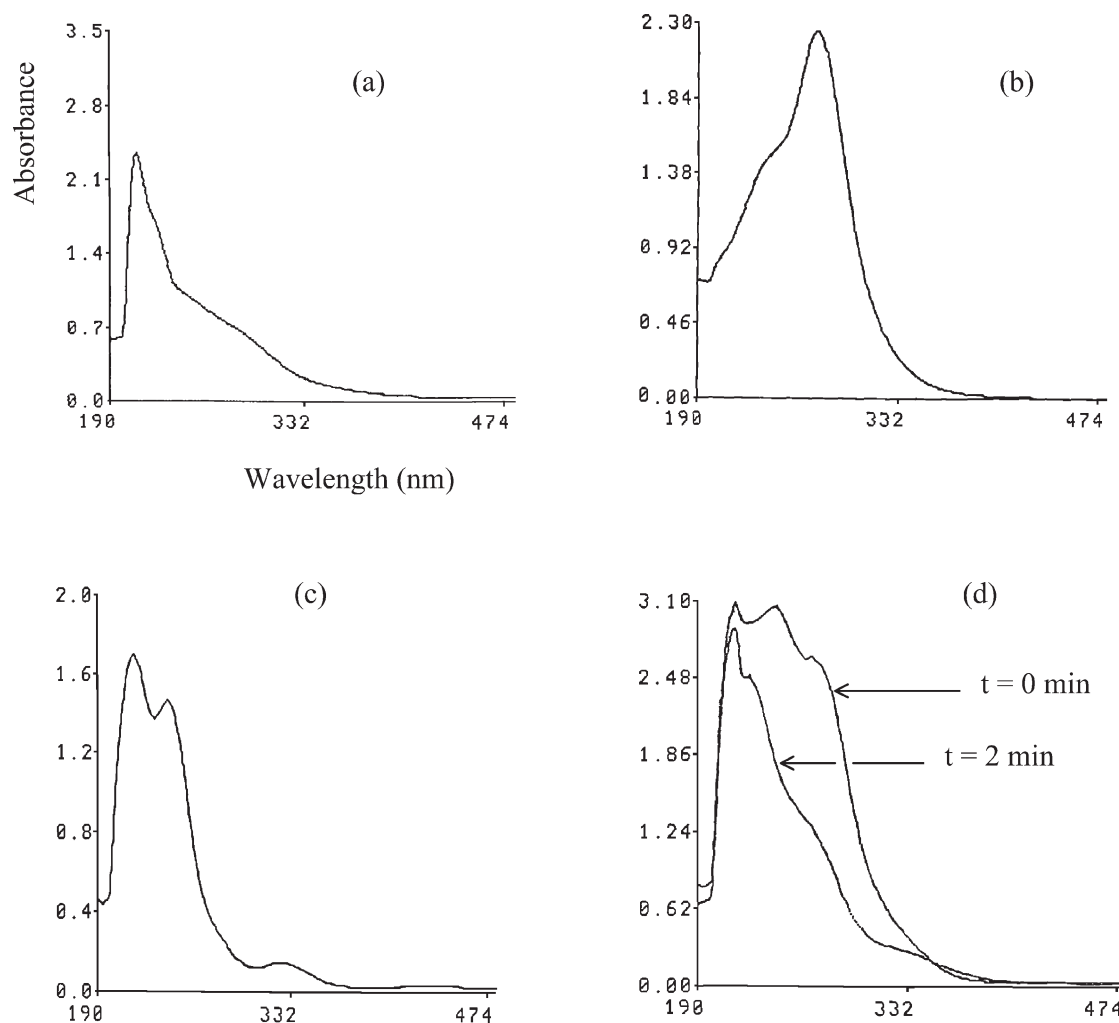 (a)
Absorbance
3.5
2.8
2.1
1.4
0.7
0.0
190 332 474
Wavelength (nm)
(b)
2.30
1.84
1.38
0.92
0.46
0.00
190 332 474
(c)
2.0
1.6
1.2
0.8
0.4
0.0
190 332 474
(d)
3.10
2.48
1.86
1.24
0.62
0.00
190 332 474
t = 0 min
t = 2 min